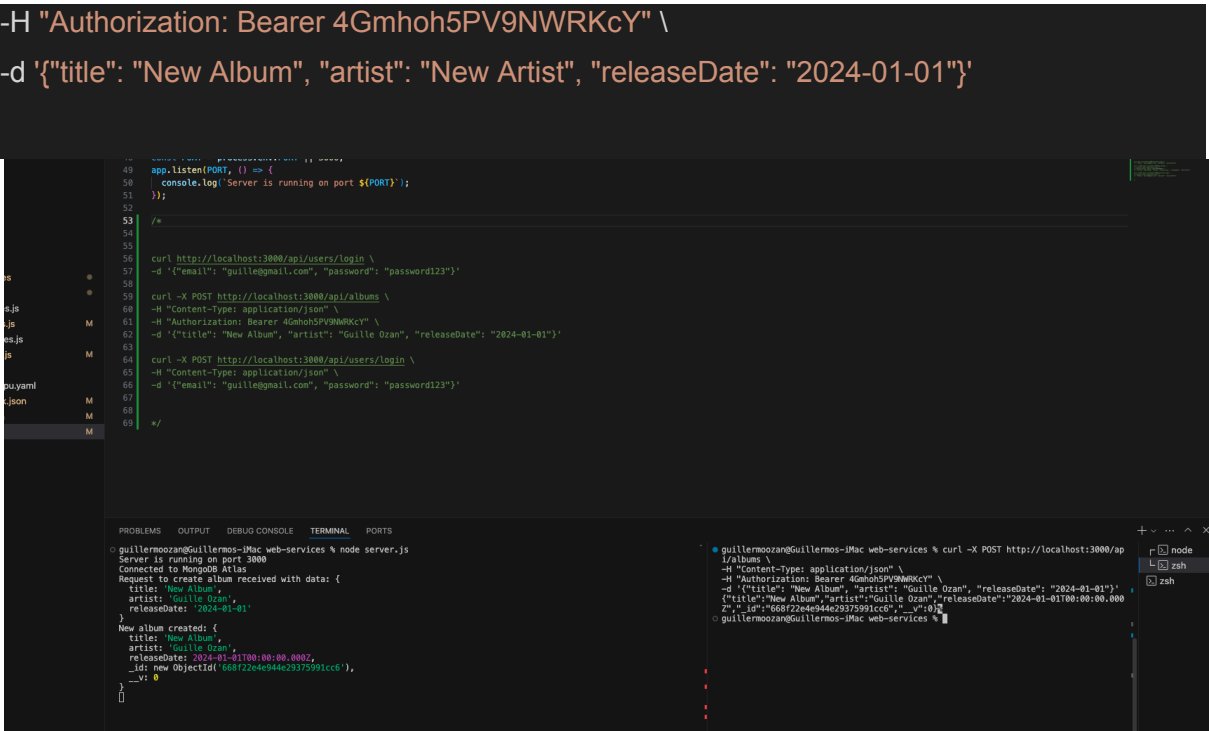 -H "Authorization: Bearer 4Gmhoh5PV9NWRKcY" \
-d '{"title": "New Album", "artist": "New Artist", "releaseDate": "2024-01-01"}'
49 app.listen(PORT, () => {
50 console.log(`Server is running on port ${PORT}`);
51 });
52
53 /*
54
55
56 curl http://localhost:3000/api/users/login \
57 -d '{"email": "guille@gmail.com", "password": "password123"}'
58
59 curl -X POST http://localhost:3000/api/albums \
60 -H "Content-Type: application/json" \
61 -H "Authorization: Bearer 4Gmhoh5PV9NWRKcY" \
62 -d '{"title": "New Album", "artist": "Guille Ozan", "releaseDate": "2024-01-01"}'
63
64 curl -X POST http://localhost:3000/api/users/login \
65 -H "Content-Type: application/json" \
66 -d '{"email": "guille@gmail.com", "password": "password123"}'
67
68
69 */
es
s.js
s.js M
es.js
js M
pu.yaml
k.json M
M
M
PROBLEMS OUTPUT DEBUG CONSOLE TERMINAL PORTS
guillermoozan@Guillermos-iMac web-services % node server.js
Server is running on port 3000
Connected to MongoDB Atlas
Request to create album received with data: {
title: 'New Album',
artist: 'Guille Ozan',
releaseDate: '2024-01-01'
}
New album created: {
title: 'New Album',
artist: 'Guille Ozan',
releaseDate: 2024-01-01T00:00:00.000Z,
_id: new ObjectId('668f22e4e944e29375991cc6'),
__v: 0
}
guillermoozan@Guillermos-iMac web-services % curl -X POST http://localhost:3000/ap
i/albums \
-H "Content-Type: application/json" \
-H "Authorization: Bearer 4Gmhoh5PV9NWRKcY" \
-d '{"title": "New Album", "artist": "Guille Ozan", "releaseDate": "2024-01-01"}'
{"title":"New Album","artist":"Guille Ozan","releaseDate":"2024-01-01T00:00:00.000
Z","_id":"668f22e4e944e29375991cc6","__v":0}%
guillermoozan@Guillermos-iMac web-services %
node
zsh
zsh